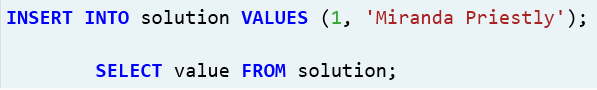 INSERT INTO solution VALUES (1, 'Miranda Priestly');
SELECT value FROM solution;